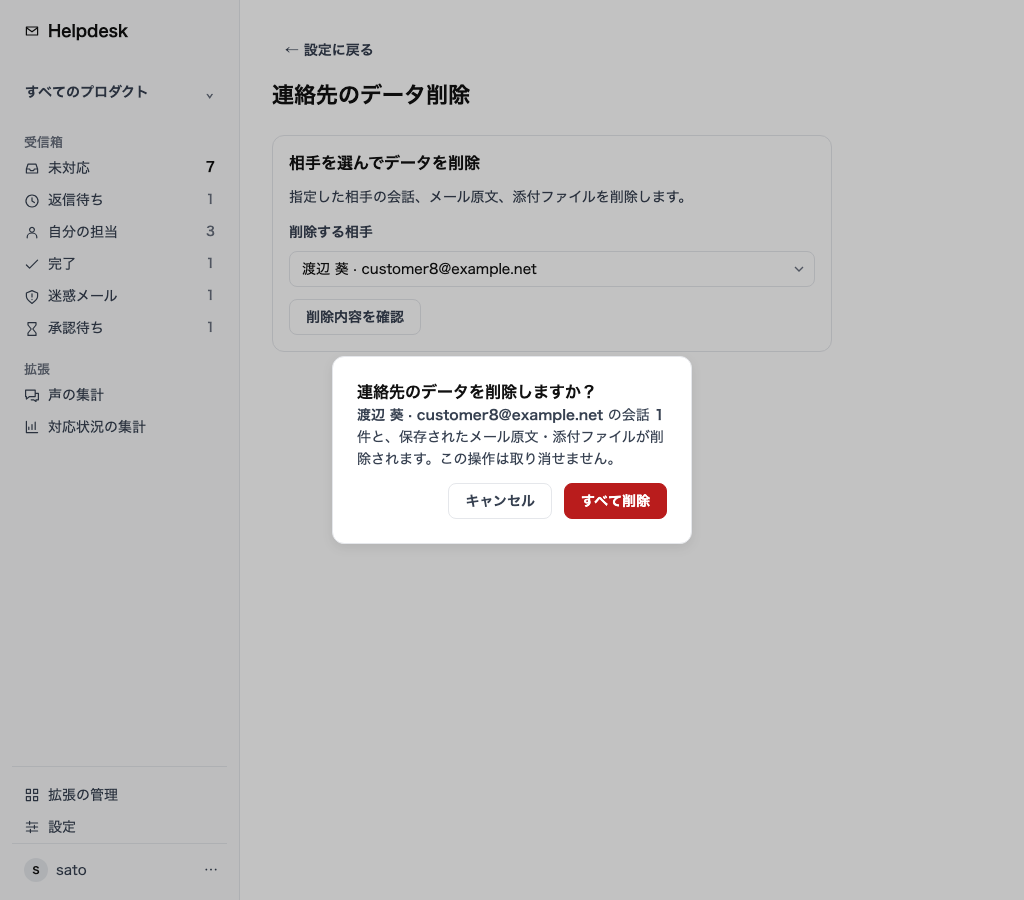 Helpdesk
すべてのプロダクト
受信箱
未対応 7
返信待ち 1
自分の担当 3
完了 1
迷惑メール 1
承認待ち 1
拡張
声の集計
対応状況の集計
拡張の管理
設定
S sato ...
← 設定に戻る
連絡先のデータ削除
相手を選んでデータを削除
指定した相手の会話、メール原文、添付ファイルを削除します。
削除する相手
渡辺 葵 · customer8@example.net
削除内容を確認
連絡先のデータを削除しますか？
渡辺 葵 · customer8@example.net の会話 1
件と、保存されたメール原文・添付ファイルが削
除されます。この操作は取り消せません。
キャンセル すべて削除